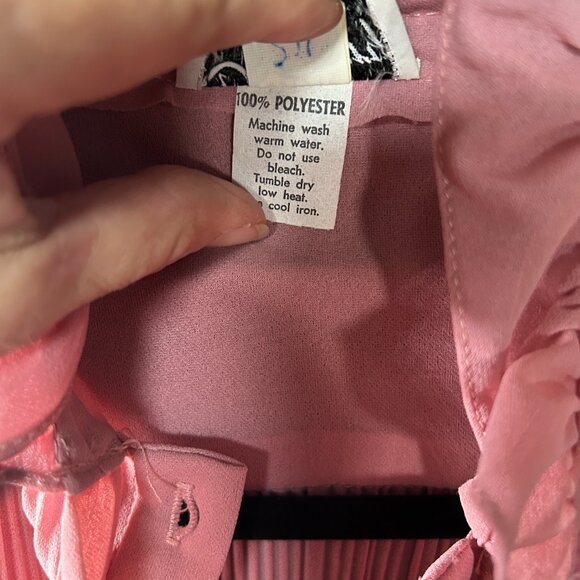 100% POLYESTER
Machine wash
warm water.
Do not use
bleach.
Tumble dry
low heat.
cool iron.